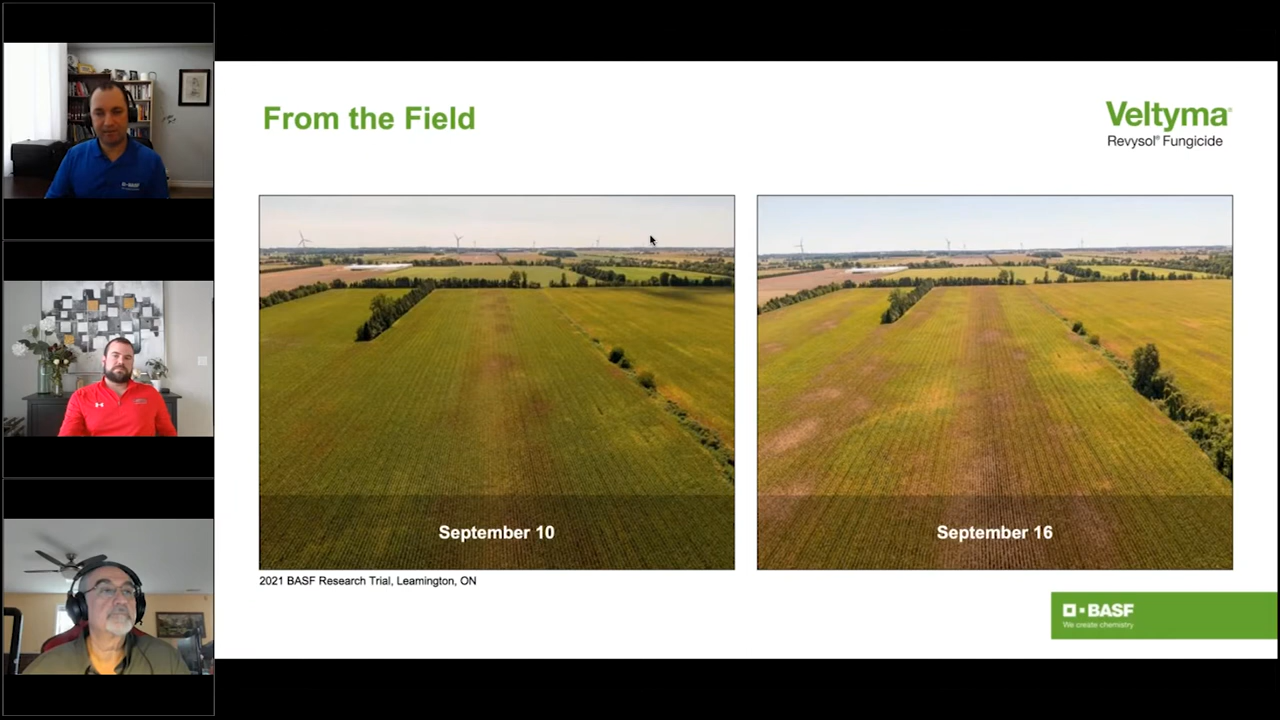 From the Field
Veltyma®
Revysol® Fungicide
September 10
September 16
2021 BASF Research Trial, Leamington, ON
BASF
We create chemistry
BASF